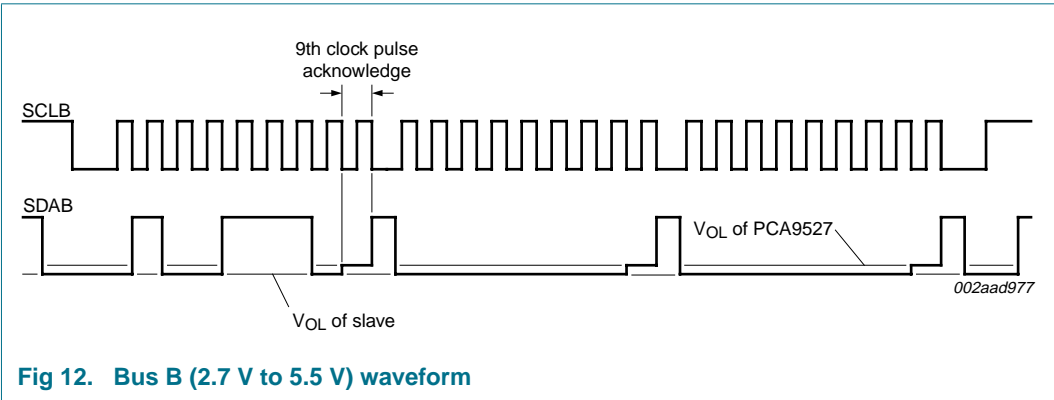 9th clock pulse
acknowledge
SCLB
SDAB
VOL of PCA9527
002aad977
VOL of slave
Fig 12. Bus B (2.7 V to 5.5 V) waveform